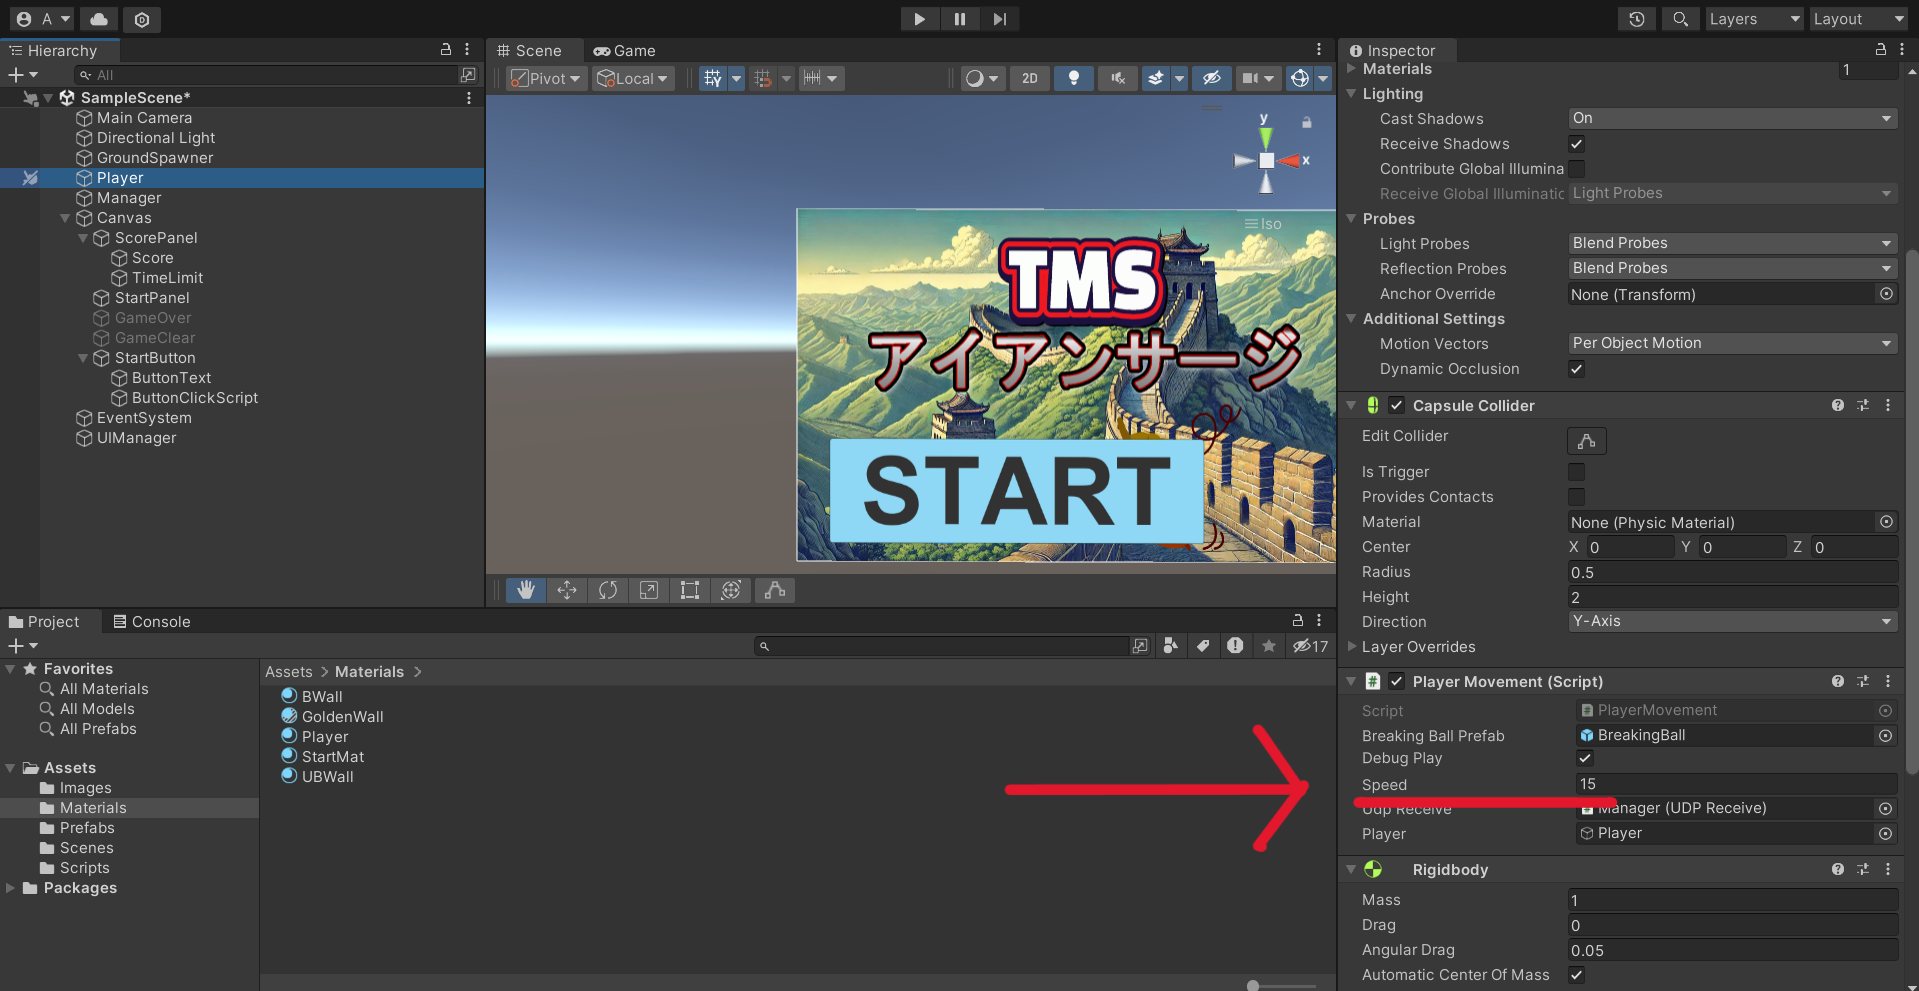 A
Layers
Layout
Hierarchy
All
SampleScene*
Main Camera
Directional Light
GroundSpawner
Player
Manager
Canvas
ScorePanel
Score
TimeLimit
StartPanel
GameOver
GameClear
StartButton
ButtonText
ButtonClickScript
EventSystem
UIManager
Scene
Game
Pivot
Local
2D
y
x
Iso
TMS
アイアンサージ
START
Project
Console
17
Favorites
All Materials
All Models
All Prefabs
Assets
Images
Materials
Prefabs
Scenes
Scripts
Packages
Assets > Materials >
BWall
GoldenWall
Player
StartMat
UBWall
Inspector
Materials 1
Lighting
Cast Shadows On
Receive Shadows
Contribute Global Illumina
Receive Global Illuminatic Light Probes
Probes
Light Probes Blend Probes
Reflection Probes Blend Probes
Anchor Override None (Transform)
Additional Settings
Motion Vectors Per Object Motion
Dynamic Occlusion
Capsule Collider
Edit Collider
Is Trigger
Provides Contacts
Material None (Physic Material)
Center X 0 Y 0 Z 0
Radius 0.5
Height 2
Direction Y-Axis
Layer Overrides
# Player Movement (Script)
Script PlayerMovement
Breaking Ball Prefab BreakingBall
Debug Play
Speed 15
Udp Receive Manager (UDP Receive)
Player Player
Rigidbody
Mass 1
Drag 0
Angular Drag 0.05
Automatic Center Of Mass